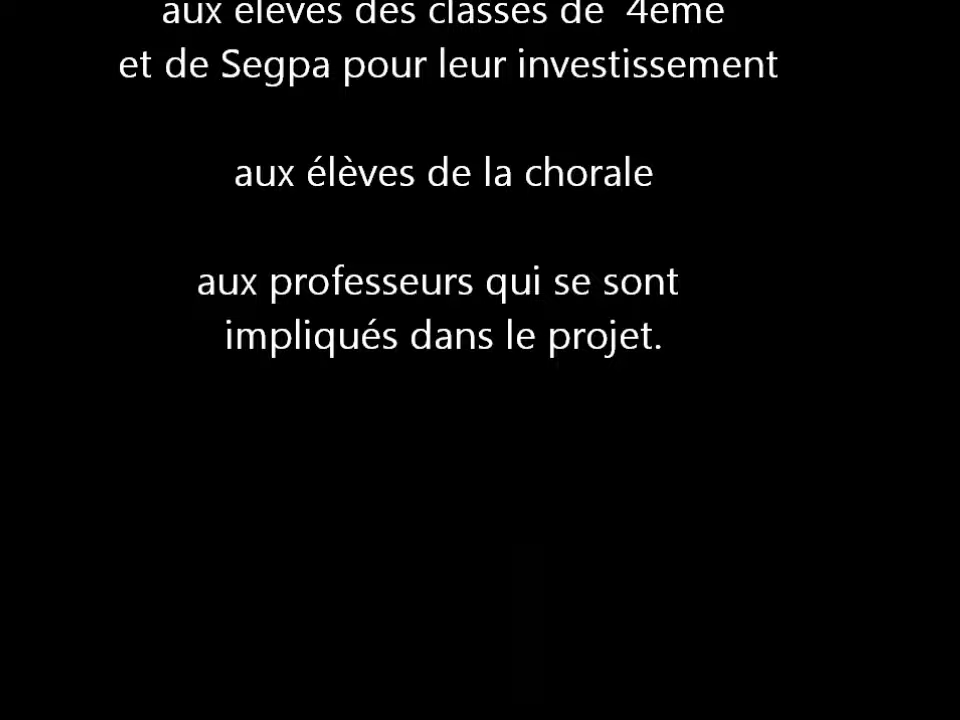 aux élèves des classes de 4ème
et de Segpa pour leur investissement
aux élèves de la chorale
aux professeurs qui se sont
impliqués dans le projet.